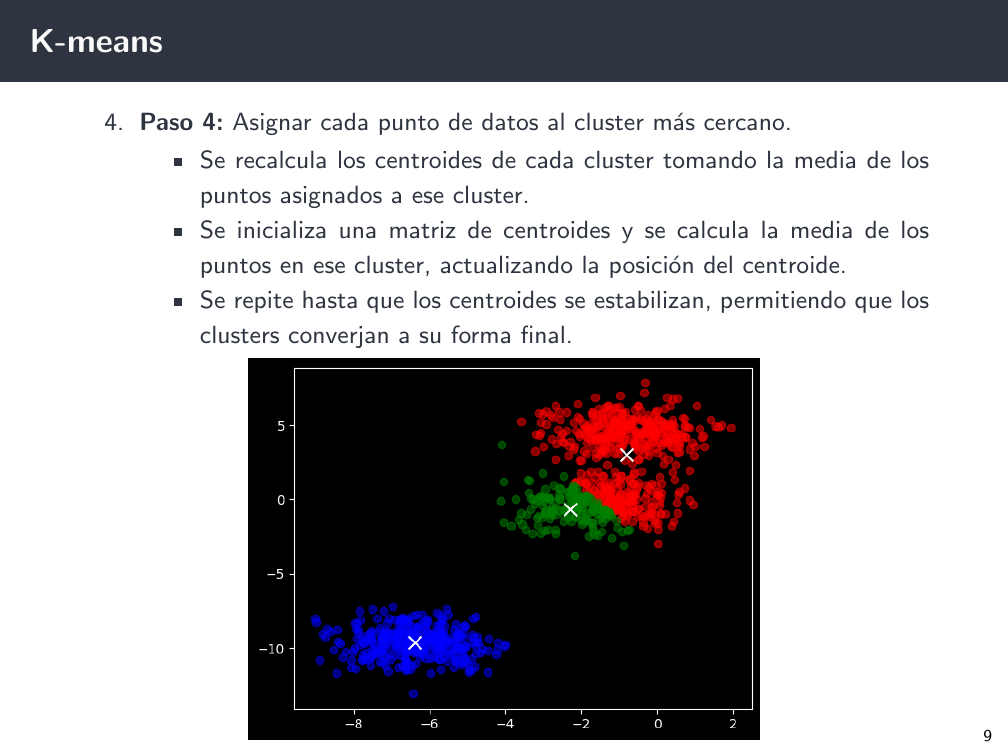 K-means
4. Paso 4: Asignar cada punto de datos al cluster más cercano.
■ Se recalcula los centroides de cada cluster tomando la media de los
puntos asignados a ese cluster.
■ Se inicializa una matriz de centroides y se calcula la media de los
puntos en ese cluster, actualizando la posición del centroide.
■ Se repite hasta que los centroides se estabilizan, permitiendo que los
clusters converjan a su forma final.
5
0
−5
−10
−8 −6 −4 −2 0 2
9